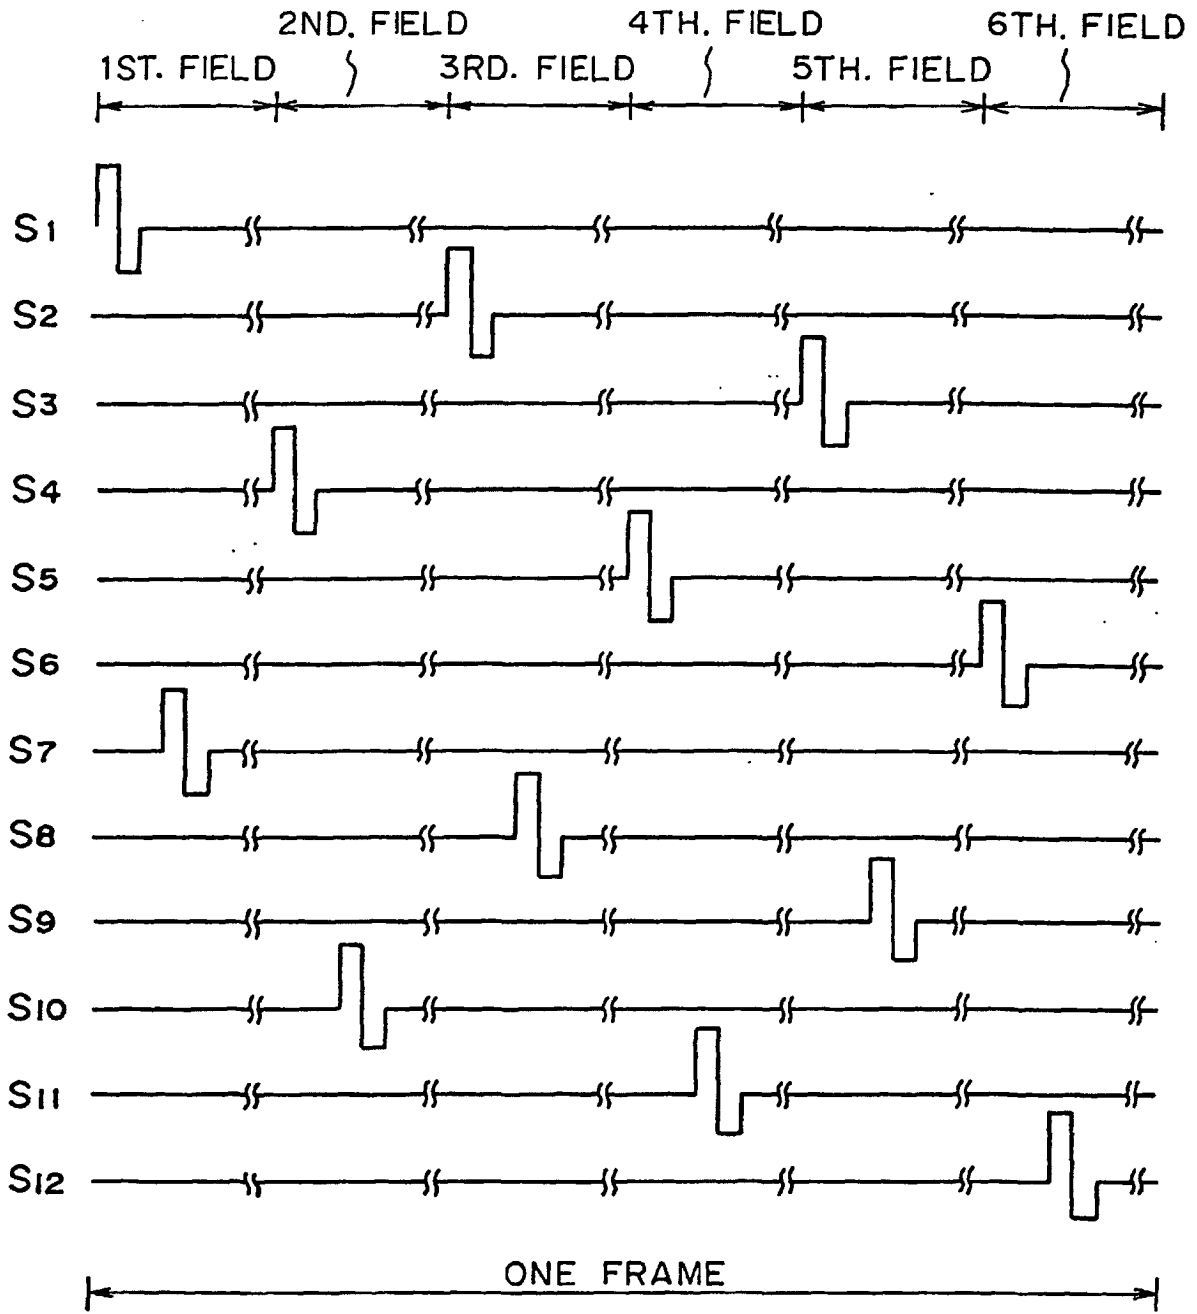 2ND. FIELD 4TH. FIELD 6TH. FIELD
1ST. FIELD 3RD. FIELD 5TH. FIELD
S1
S2
S3
S4
S5
S6
S7
S8
S9
S10
S11
S12
ONE FRAME